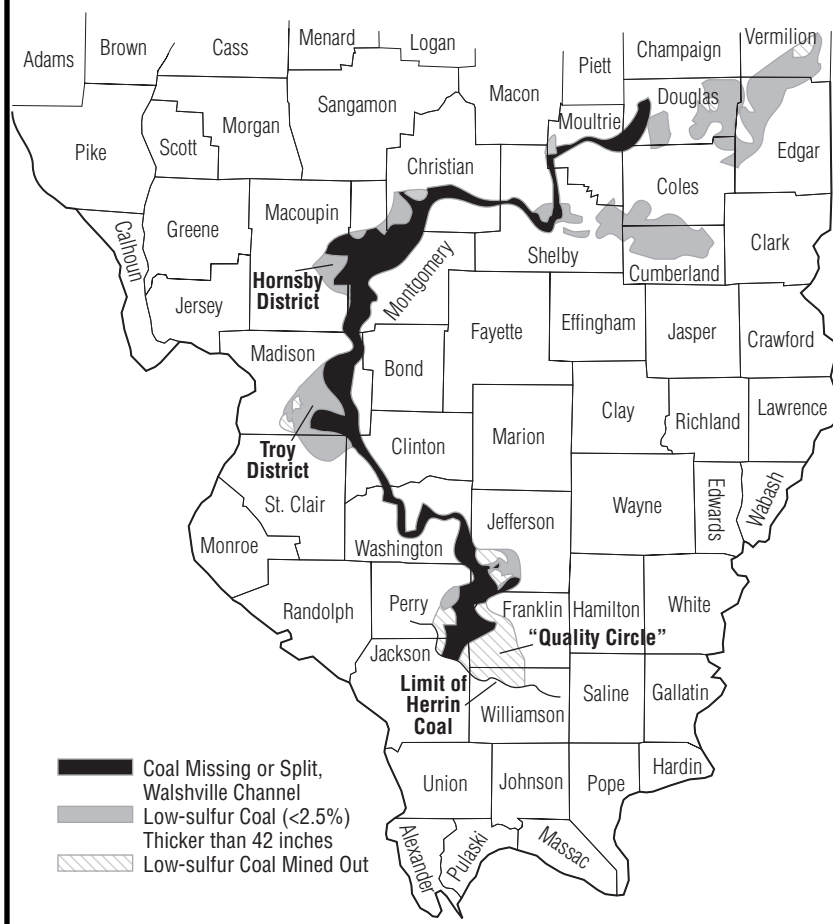 Adams
Brown
Cass
Menard
Logan
Piett
Champaign
Vermilion
Macon
Sangamon
Morgan
Scott
Pike
Moultrie
Douglas
Edgar
Christian
Coles
Macoupin
Greene
Calhoun
Shelby
Clark
Cumberland
Montgomery
Hornsby
District
Jersey
Fayette
Effingham
Jasper
Crawford
Madison
Bond
Clay
Richland
Lawrence
Marion
Clinton
Troy
District
St. Clair
Wayne
Edwards
Wabash
Jefferson
Monroe
Washington
Randolph
Perry
Franklin
Hamilton
White
"Quality Circle"
Jackson
Limit of
Herrin
Coal
Williamson
Saline
Gallatin
Union
Johnson
Pope
Hardin
Alexander
Pulaski
Massac
Coal Missing or Split,
Walshville Channel
Low-sulfur Coal (<2.5%)
Thicker than 42 inches
Low-sulfur Coal Mined Out